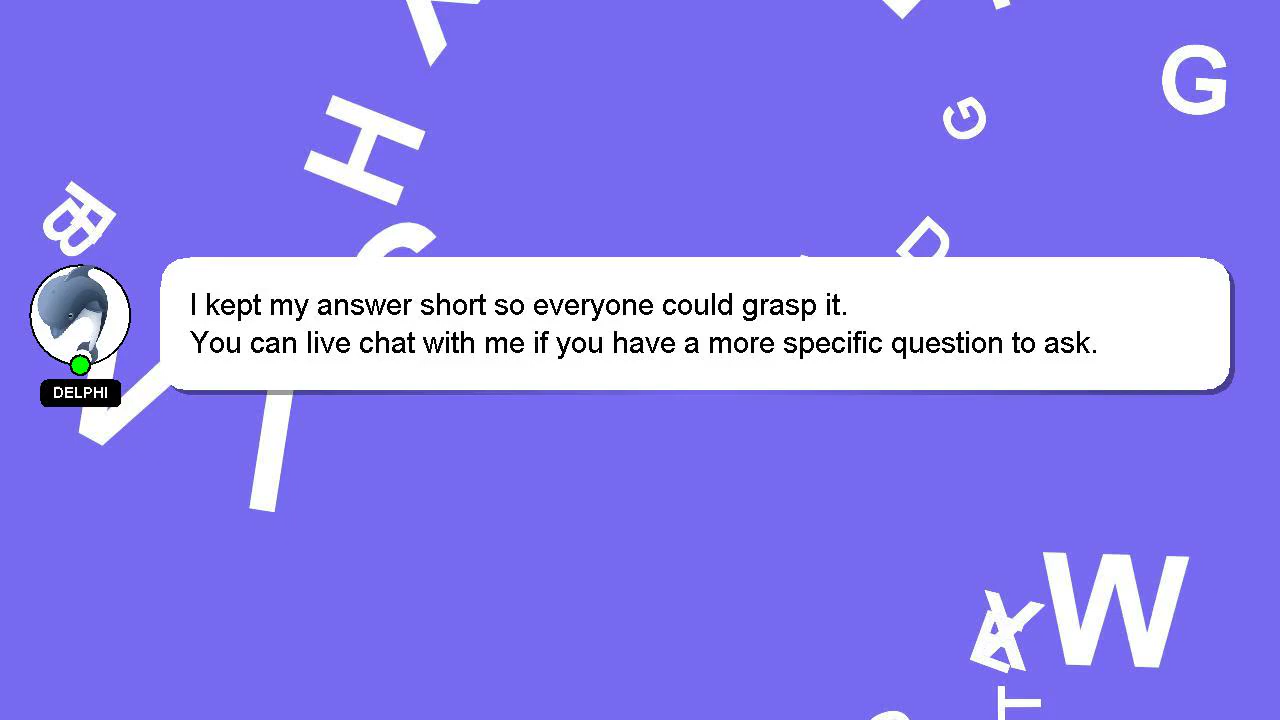 I kept my answer short so everyone could grasp it.
You can live chat with me if you have a more specific question to ask.
DELPHI
H
G
G
D
B
W
T